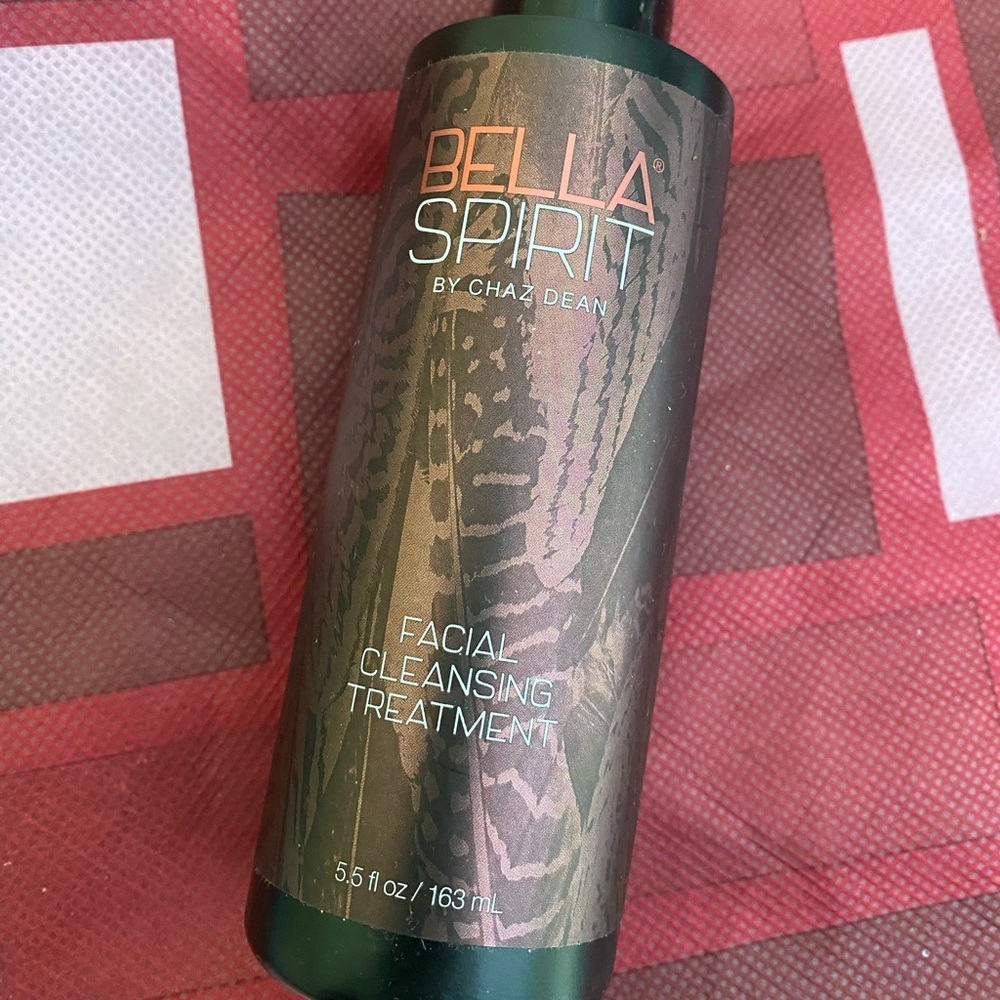 BELLA®
SPIRIT
BY CHAZ DEAN
FACIAL
CLEANSING
TREATMENT
5.5 fl oz / 163 mL